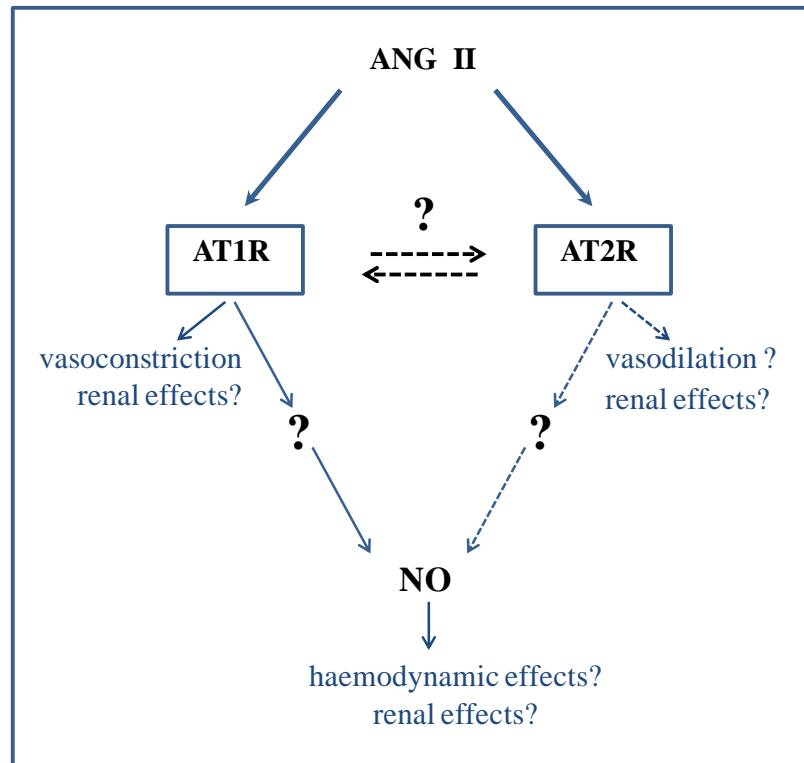 ANG II
?
AT1R
AT2R
vasoconstriction
renal effects?
vasodilation ?
renal effects?
?
?
NO
haemodynamic effects?
renal effects?